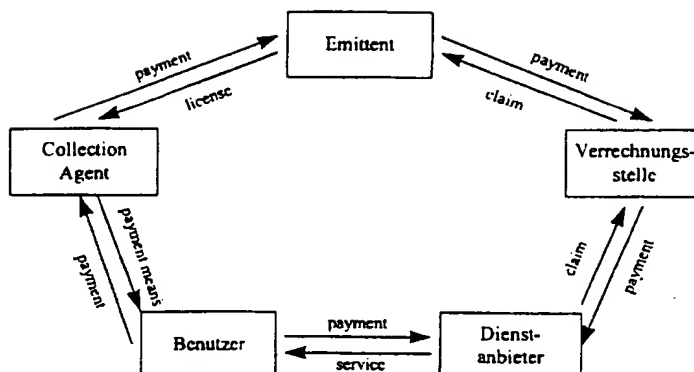 Emittent
payment
license
payment
claim
Collection
Agent
Verrechnungs-
stelle
payment means
payment
claim
payment
Benutzer
payment
service
Dienst-
anbieter